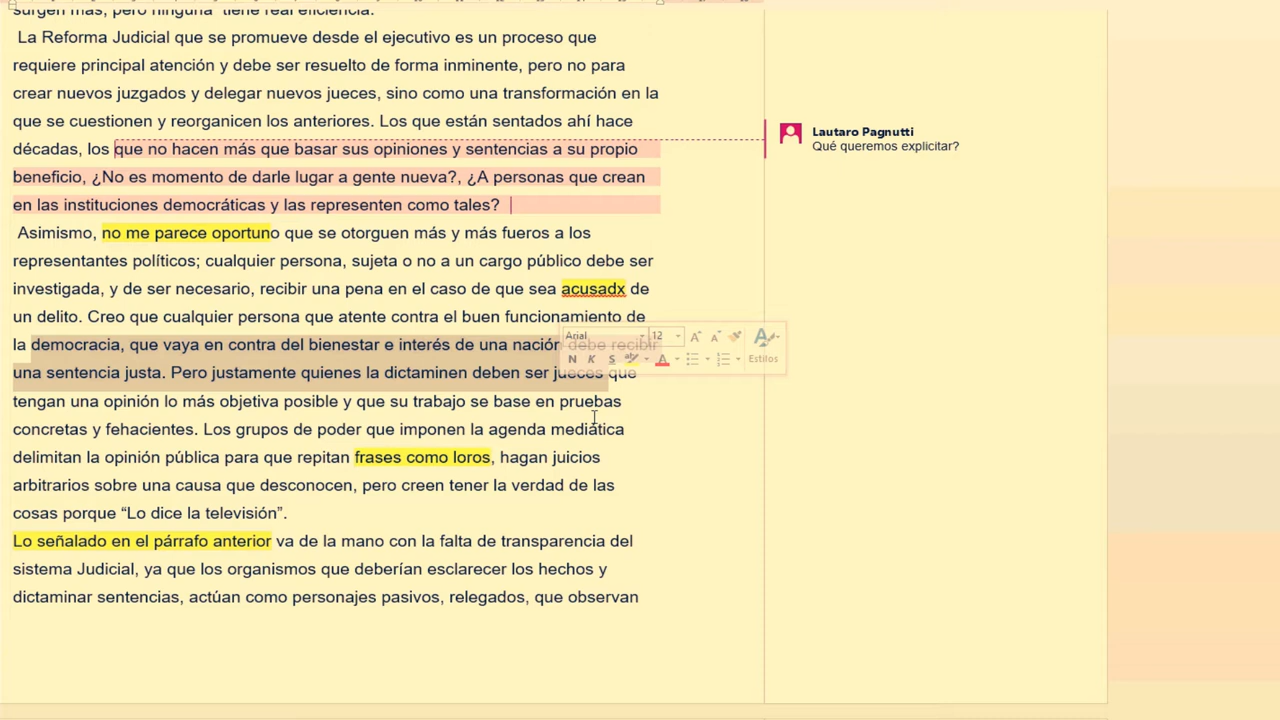 surgen más, pero ninguna tiene real eficiencia.
La Reforma Judicial que se promueve desde el ejecutivo es un proceso que
requiere principal atención y debe ser resuelto de forma inminente, pero no para
crear nuevos juzgados y delegar nuevos jueces, sino como una transformación en la
que se cuestionen y reorganicen los anteriores. Los que están sentados ahí hace
décadas, los que no hacen más que basar sus opiniones y sentencias a su propio
beneficio, ¿No es momento de darle lugar a gente nueva?, ¿A personas que crean
en las instituciones democráticas y las representen como tales?
Asimismo, no me parece oportuno que se otorguen más y más fueros a los
representantes políticos; cualquier persona, sujeta o no a un cargo público debe ser
investigada, y de ser necesario, recibir una pena en el caso de que sea acusadx de
un delito. Creo que cualquier persona que atente contra el buen funcionamiento de
la democracia, que vaya en contra del bienestar e interés de una nación debe recibir
una sentencia justa. Pero justamente quienes la dictaminen deben ser jueces que
tengan una opinión lo más objetiva posible y que su trabajo se base en pruebas
concretas y fehacientes. Los grupos de poder que imponen la agenda mediática
delimitan la opinión pública para que repitan frases como loros, hagan juicios
arbitrarios sobre una causa que desconocen, pero creen tener la verdad de las
cosas porque “Lo dice la televisión”.
Lo señalado en el párrafo anterior va de la mano con la falta de transparencia del
sistema Judicial, ya que los organismos que deberían esclarecer los hechos y
dictaminar sentencias, actúan como personajes pasivos, relegados, que observan
Lautaro Pagnutti
Qué queremos explicitar?
Arial 12
N K S Estilos